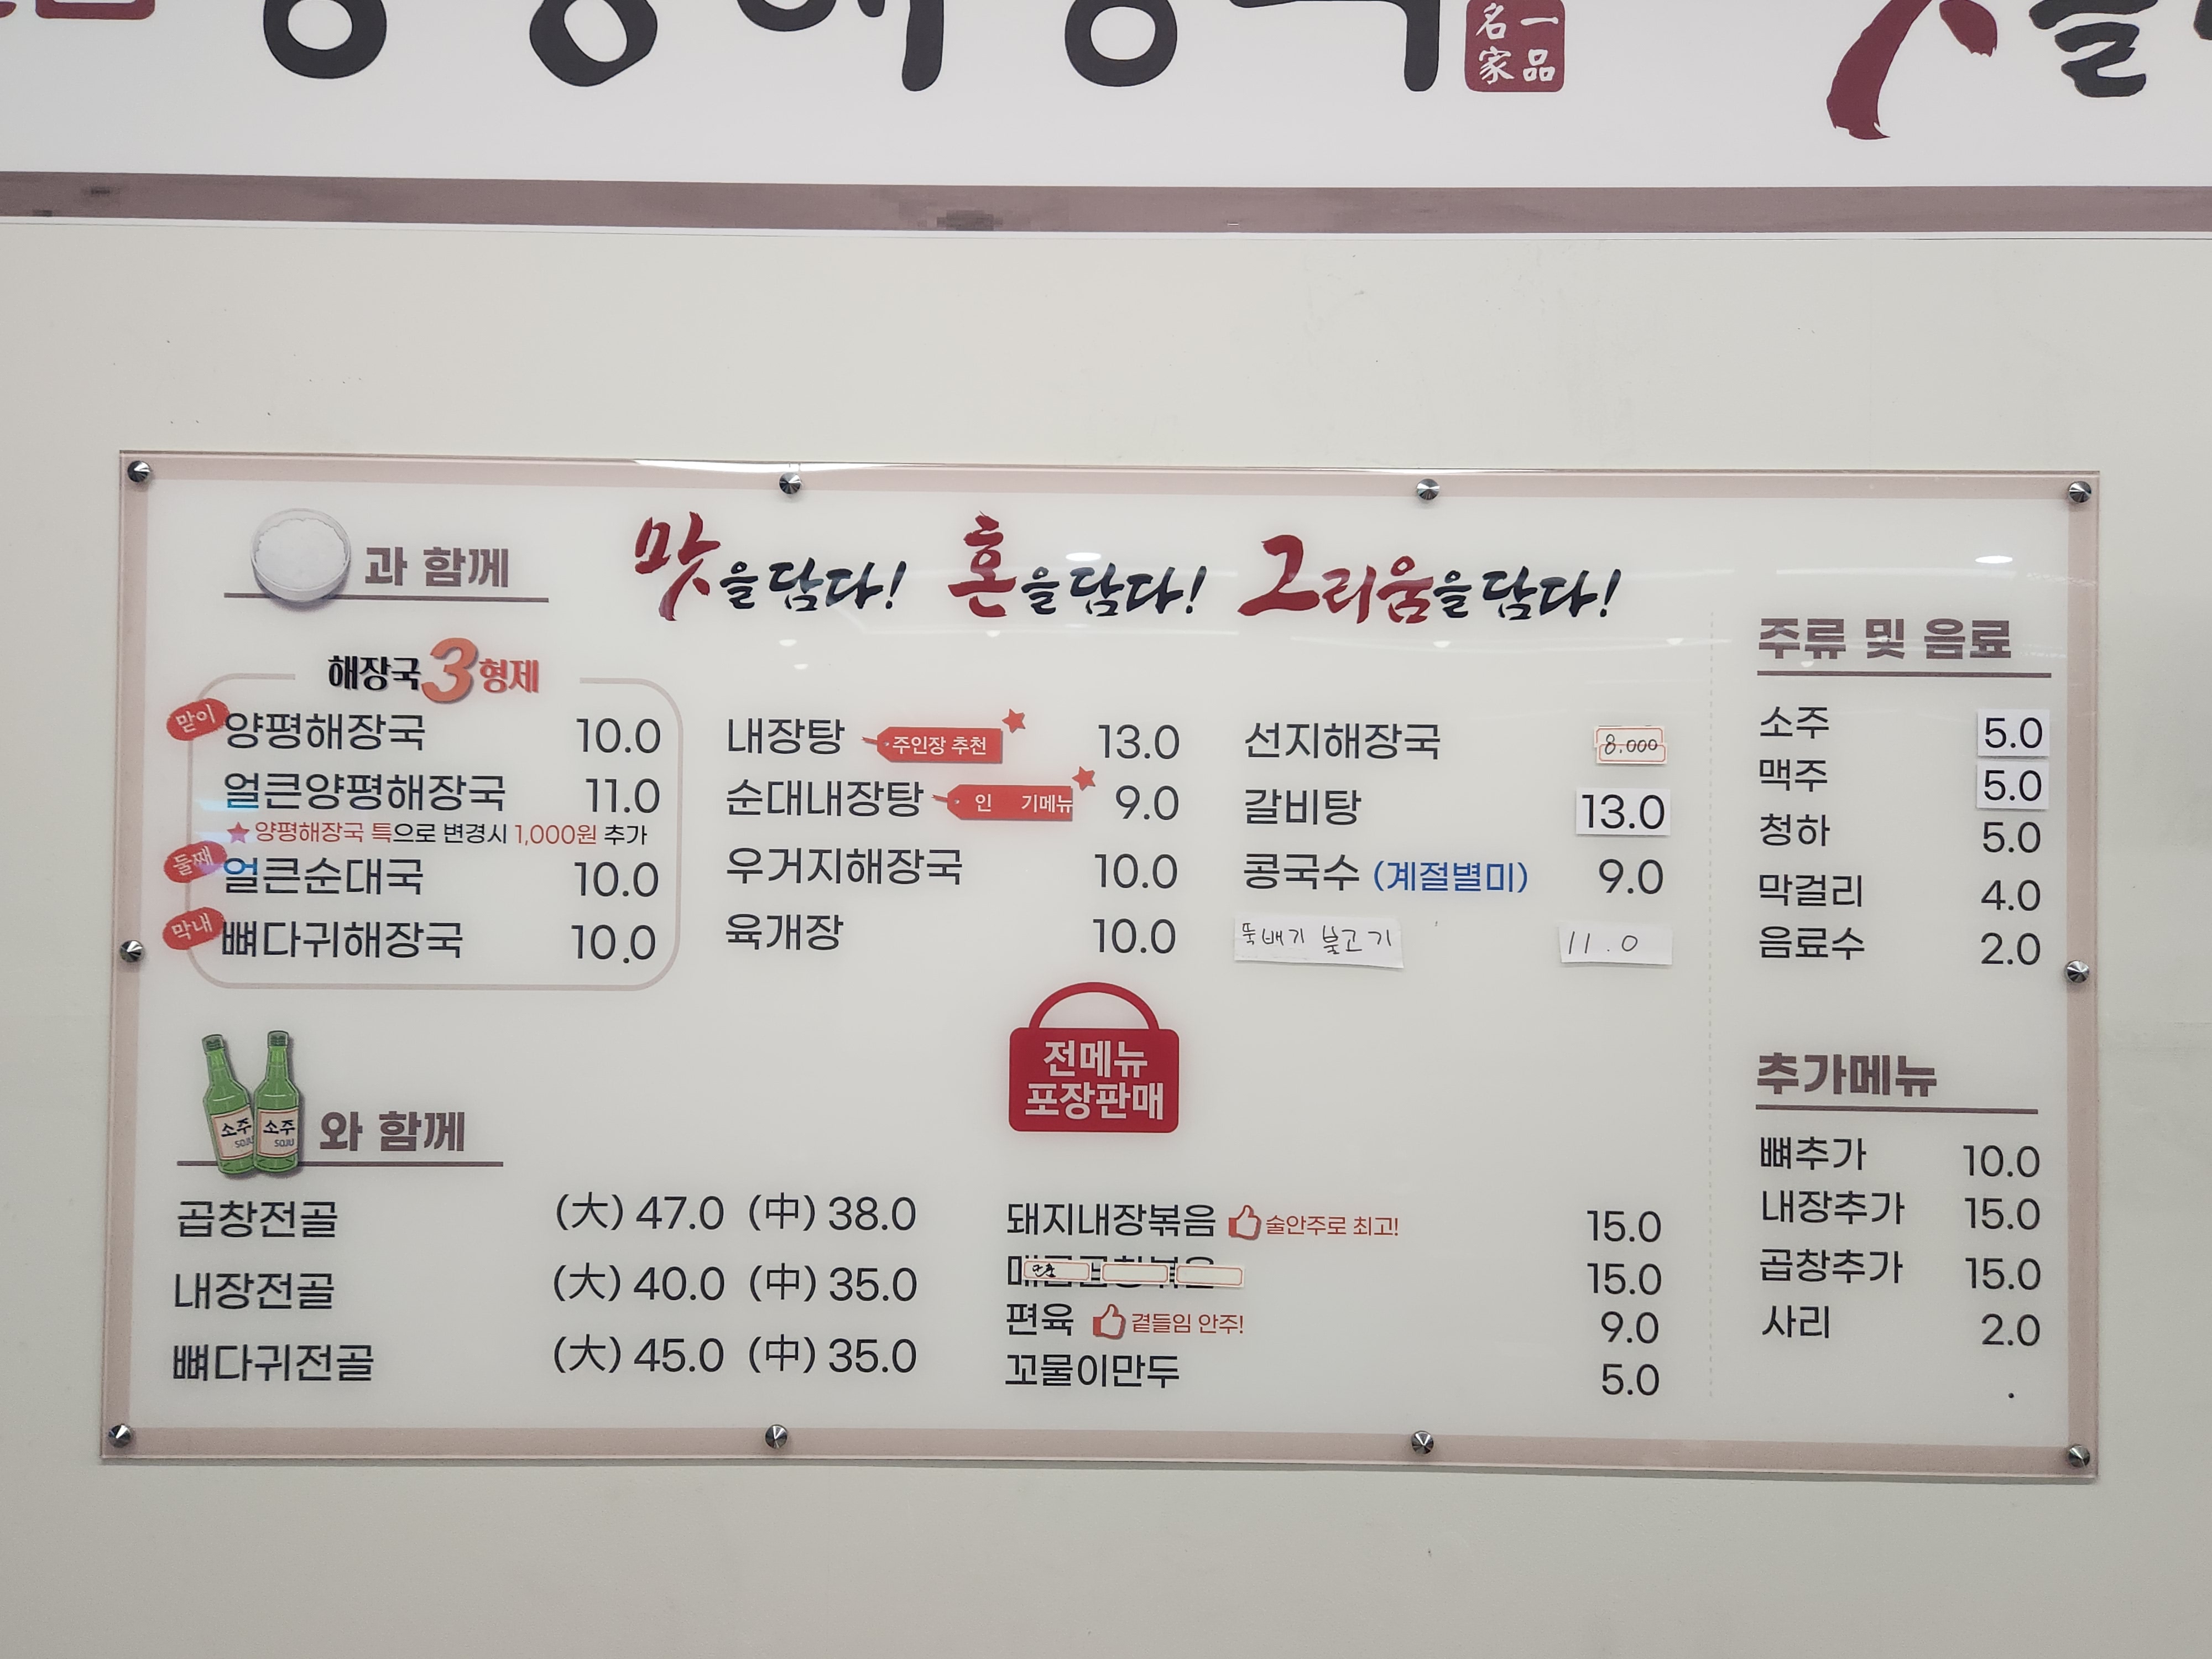 名一
家品
과 함께
맛을담다! 혼을담다! 그리움을담다!
해장국3형제
맏이 양평해장국 10.0
얼큰양평해장국 11.0
★양평해장국 특으로 변경시 1,000원 추가
둘째 얼큰순대국 10.0
막내 뼈다귀해장국 10.0
내장탕 주인장 추천 13.0
순대내장탕 인 기메뉴 9.0
우거지해장국 10.0
육개장 10.0
선지해장국 8.000
갈비탕 13.0
콩국수 (계절별미) 9.0
뚝배기 불고기 11.0
주류 및 음료
소주 5.0
맥주 5.0
청하 5.0
막걸리 4.0
음료수 2.0
전메뉴
포장판매
소주 소주
SOJU SOJU
와 함께
곱창전골 (大) 47.0 (中) 38.0
내장전골 (大) 40.0 (中) 35.0
뼈다귀전골 (大) 45.0 (中) 35.0
돼지내장볶음 술안주로 최고! 15.0
15.0
편육 곁들임 안주! 9.0
꼬물이만두 5.0
추가메뉴
뼈추가 10.0
내장추가 15.0
곱창추가 15.0
사리 2.0
.